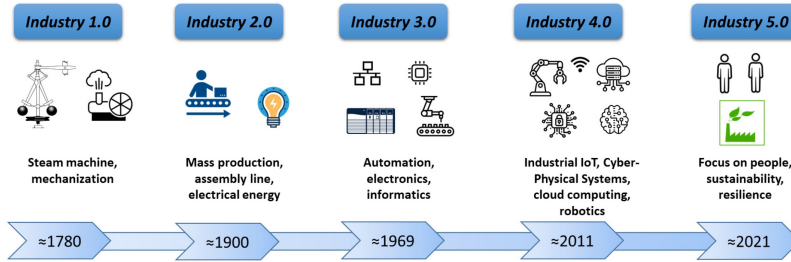 Industry 1.0
Industry 2.0
Industry 3.0
Industry 4.0
Industry 5.0
Steam machine,
mechanization
Mass production,
assembly line,
electrical energy
Automation,
electronics,
informatics
Industrial IoT, Cyber-
Physical Systems,
cloud computing,
robotics
Focus on people,
sustainability,
resilience
≈1780
≈1900
≈1969
≈2011
≈2021